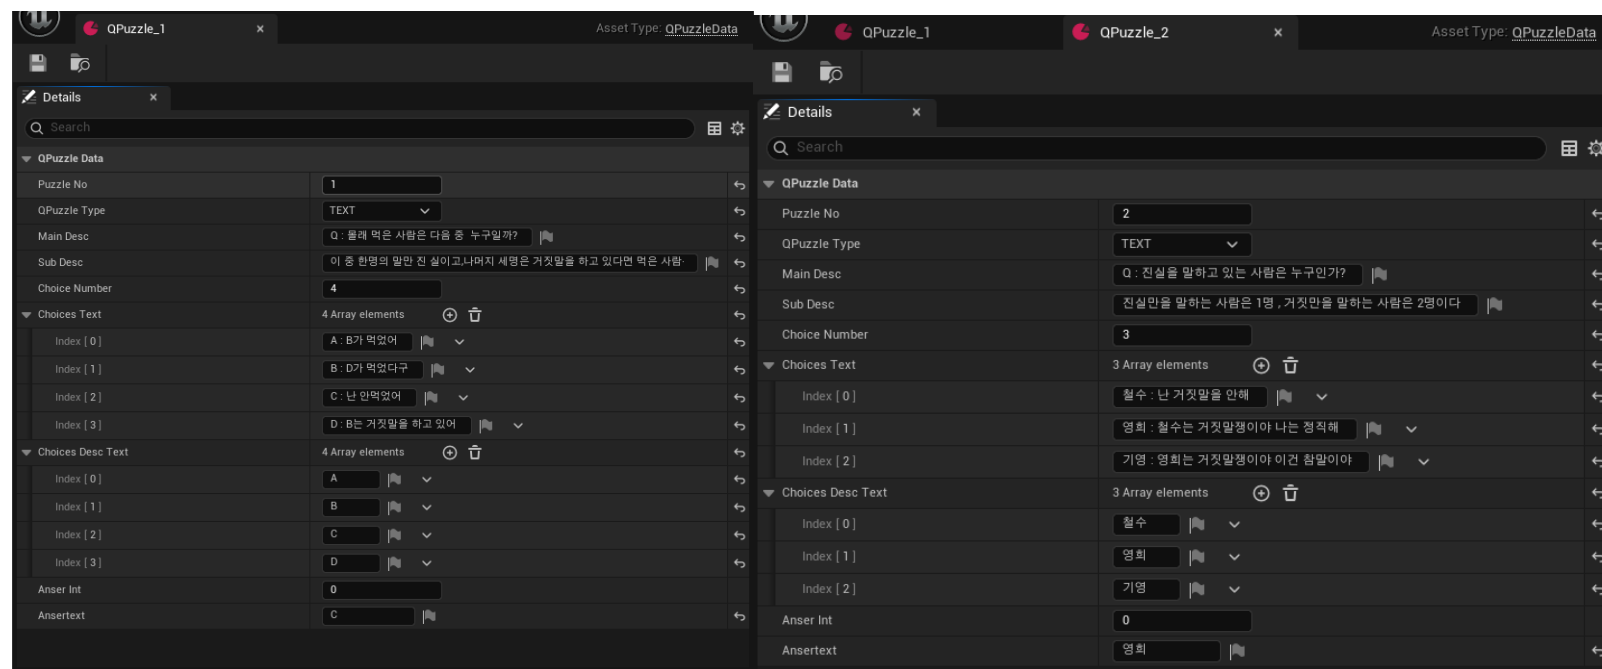 QPuzzle_1
Asset Type: QPuzzleData
Details
Search
QPuzzle Data
Puzzle No 1
QPuzzle Type TEXT
Main Desc Q : 몰래 먹은 사람은 다음 중 누구일까?
Sub Desc 이 중 한명의 말만 진 실이고,나머지 세명은 거짓말을 하고 있다면 먹은 사람
Choice Number 4
Choices Text 4 Array elements
Index [ 0 ] A : B가 먹었어
Index [ 1 ] B : D가 먹었다구
Index [ 2 ] C : 난 안먹었어
Index [ 3 ] D : B는 거짓말을 하고 있어
Choices Desc Text 4 Array elements
Index [ 0 ] A
Index [ 1 ] B
Index [ 2 ] C
Index [ 3 ] D
Anser Int 0
Ansertext C
QPuzzle_1
QPuzzle_2
Asset Type: QPuzzleData
Details
Search
QPuzzle Data
Puzzle No 2
QPuzzle Type TEXT
Main Desc Q : 진실을 말하고 있는 사람은 누구인가?
Sub Desc 진실만을 말하는 사람은 1명 , 거짓만을 말하는 사람은 2명이다
Choice Number 3
Choices Text 3 Array elements
Index [ 0 ] 철수 : 난 거짓말을 안해
Index [ 1 ] 영희 : 철수는 거짓말쟁이야 나는 정직해
Index [ 2 ] 기영 : 영희는 거짓말쟁이야 이건 참말이야
Choices Desc Text 3 Array elements
Index [ 0 ] 철수
Index [ 1 ] 영희
Index [ 2 ] 기영
Anser Int 0
Ansertext 영희